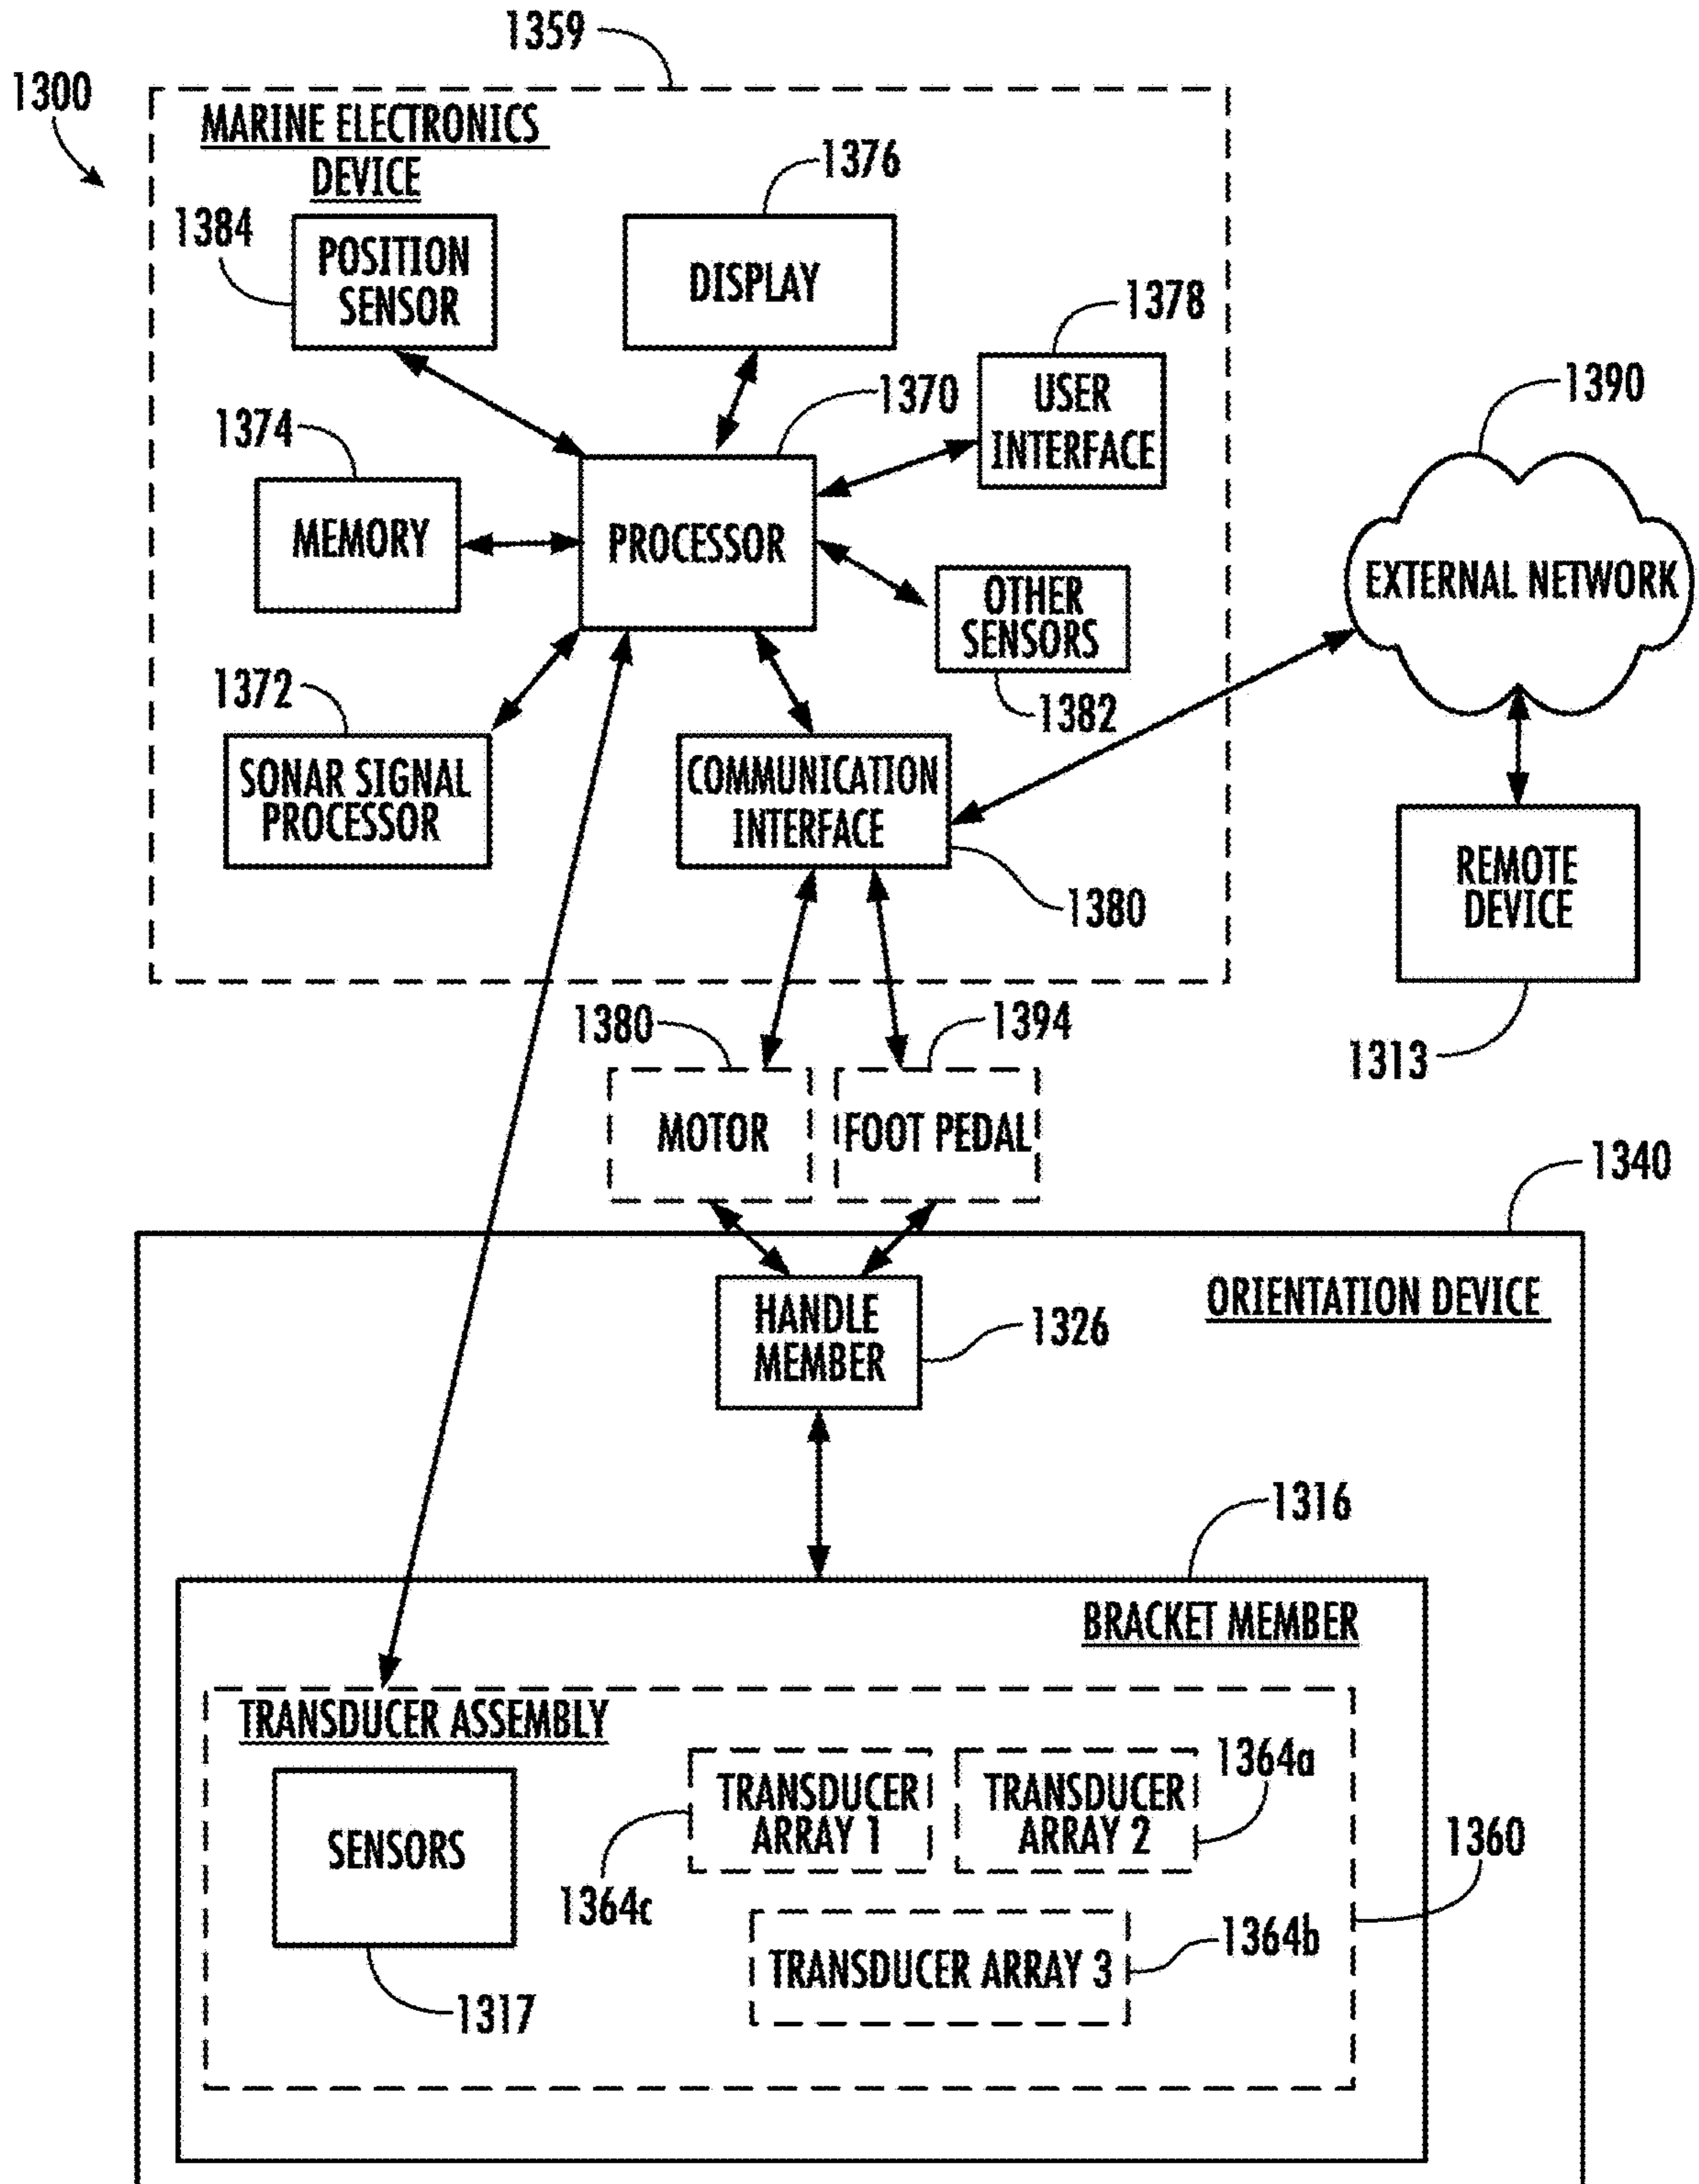 1359
1300
MARINE ELECTRONICS
DEVICE
1376
1384
POSITION
SENSOR
DISPLAY
1378
1370
USER
INTERFACE
1390
1374
MEMORY
PROCESSOR
EXTERNAL NETWORK
OTHER
SENSORS
1372
1382
SONAR SIGNAL
PROCESSOR
COMMUNICATION
INTERFACE
REMOTE
DEVICE
1380
1380
1394
1313
MOTOR
FOOT PEDAL
1340
ORIENTATION DEVICE
HANDLE
MEMBER
1326
1316
BRACKET MEMBER
TRANSDUCER ASSEMBLY
1364a
TRANSDUCER
ARRAY 1
TRANSDUCER
ARRAY 2
SENSORS
1360
1364c
1364b
TRANSDUCER ARRAY 3
1317